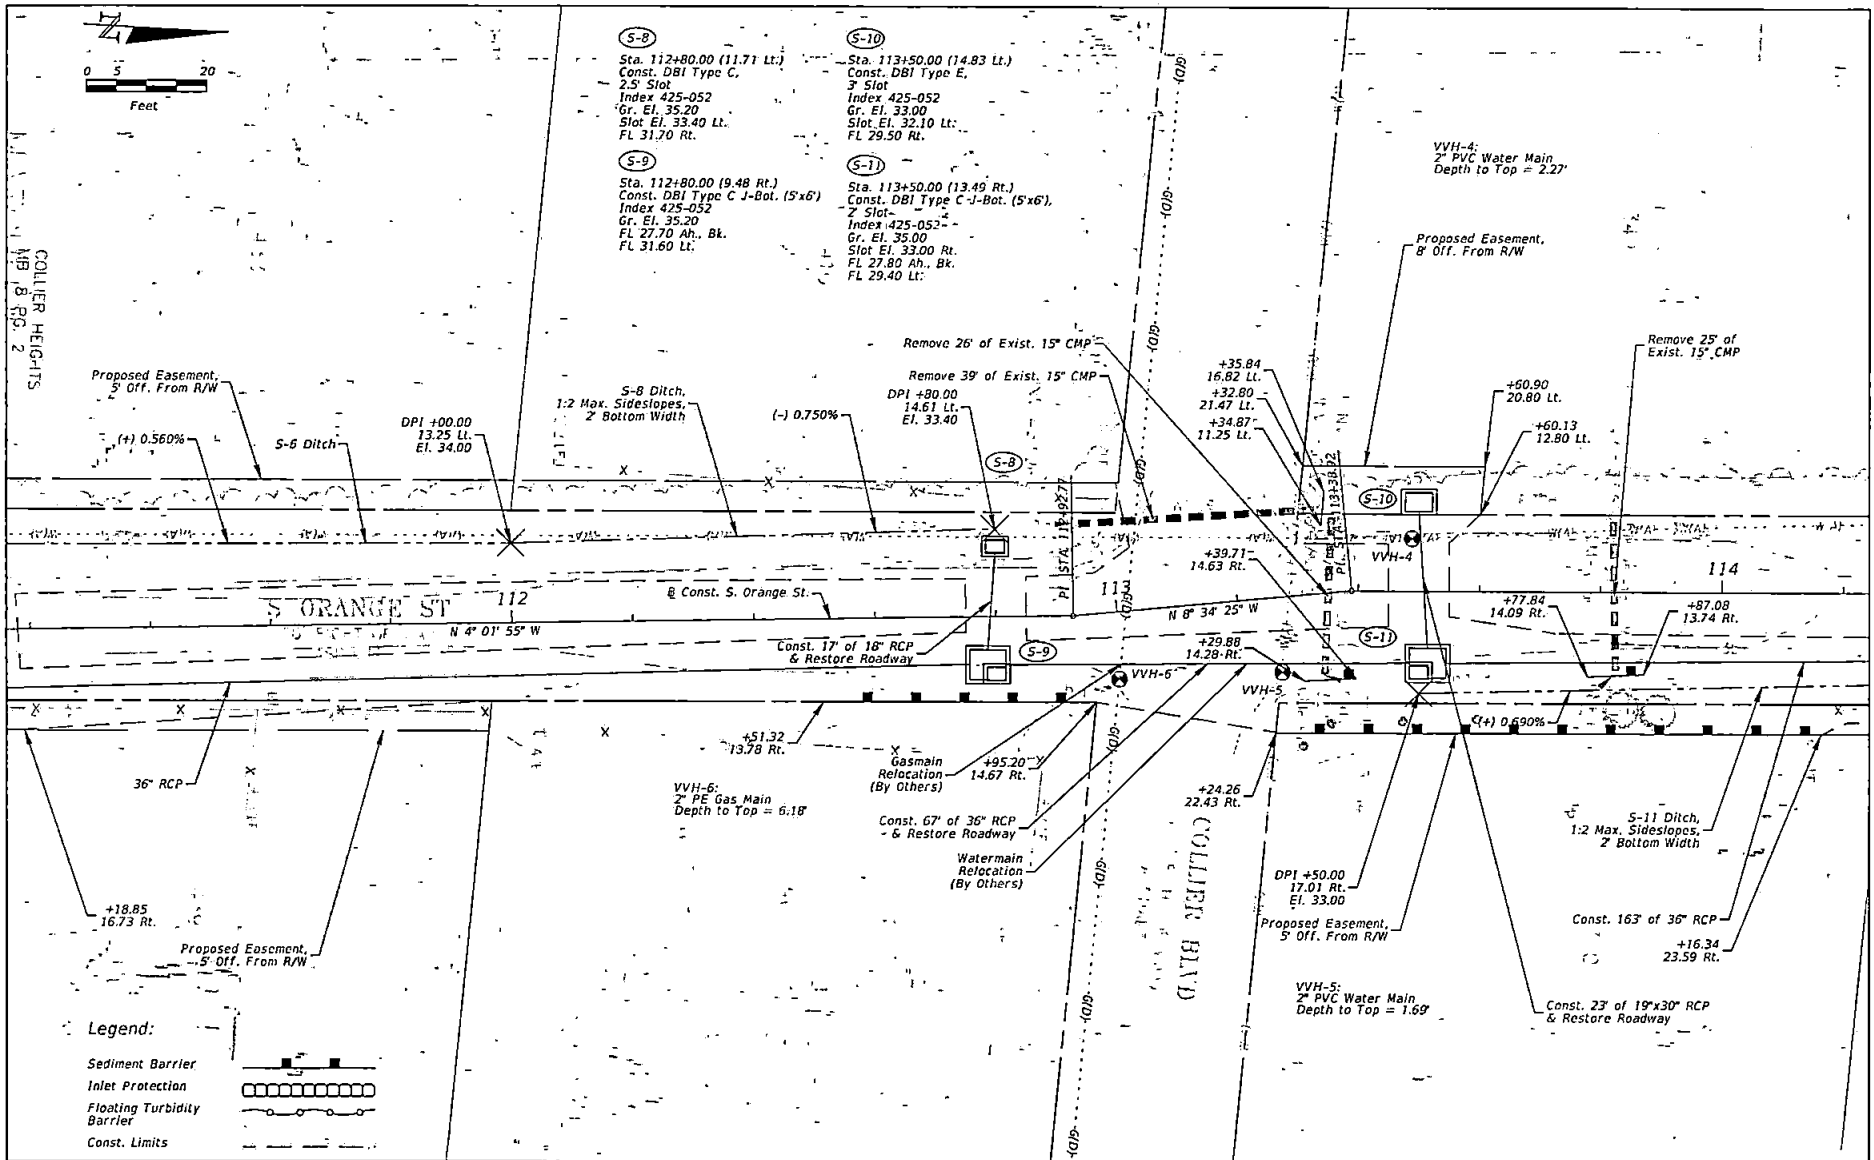 0 5 20
Feet
S-8
Sta. 112+80.00 (11.71 Lt.)
Const. DBI Type C,
2.5' Slot
Index 425-052
Gr. El. 35.20
Slot El. 33.40 Lt.
FL 31.70 Rt.
S-9
Sta. 112+80.00 (9.48 Rt.)
Const. DBI Type C J-Bot. (5'x6')
Index 425-052
Gr. El. 35.20
FL 27.70 Ah., Bk.
FL 31.60 Lt.
S-10
Sta. 113+50.00 (14.83 Lt.)
Const. DBI Type E,
3' Slot
Index 425-052
Gr. El. 33.00
Slot El. 32.10 Lt.
FL 29.50 Rt.
S-11
Sta. 113+50.00 (13.49 Rt.)
Const. DBI Type C J-Bot. (5'x6'),
2' Slot
Index 425-052
Gr. El. 35.00
Slot El. 33.00 Rt.
FL 27.80 Ah., Bk.
FL 29.40 Lt.
VVH-4:
2" PVC Water Main
Depth to Top = 2.27'
Proposed Easement,
8' Off. From R/W
COLLIER HEIGHTS
MB 8 PG. 2
Remove 26' of Exist. 15" CMP
Remove 39' of Exist. 15" CMP
Remove 25' of
Exist. 15" CMP
+35.84
16.82 Lt.
+32.80
21.47 Lt.
+34.87
11.25 Lt.
+60.90
20.80 Lt.
+60.13
12.80 Lt.
Proposed Easement,
5' Off. From R/W
(+) 0.560%
S-6 Ditch
DPI +00.00
13.25 Lt.
El. 34.00
S-8 Ditch,
1:2 Max. Sideslopes,
2' Bottom Width
(-) 0.750%
DPI +80.00
14.61 Lt.
El. 33.40
S-8
S-10
PI STA. 112+92.77
PI STA. 113+38.92
VVH-4
+39.71
14.63 Rt.
S ORANGE ST
112
113
114
B Const. S. Orange St.
N 4° 01' 55" W
N 8° 34' 25" W
+77.84
14.09 Rt.
+87.08
13.74 Rt.
Const. 17' of 18" RCP
& Restore Roadway
S-9
S-11
+29.88
14.28 Rt.
VVH-6
VVH-5
(+) 0.690%
+51.32
13.78 Rt.
36" RCP
VVH-6:
2" PE Gas Main
Depth to Top = 6.18'
Gasmain
Relocation
(By Others)
+95.20
14.67 Rt.
+24.26
22.43 Rt.
Const. 67' of 36" RCP
& Restore Roadway
Watermain
Relocation
(By Others)
COLLIER BLVD
S-11 Ditch,
1:2 Max. Sideslopes,
2' Bottom Width
DPI +50.00
17.01 Rt.
El. 33.00
+18.85
16.73 Rt.
Proposed Easement,
5' Off. From R/W
Proposed Easement,
5' Off. From R/W
Const. 163' of 36" RCP
+16.34
23.59 Rt.
VVH-5:
2" PVC Water Main
Depth to Top = 1.69'
Const. 23' of 19"x30" RCP
& Restore Roadway
Legend:
Sediment Barrier
Inlet Protection
Floating Turbidity
Barrier
Const. Limits